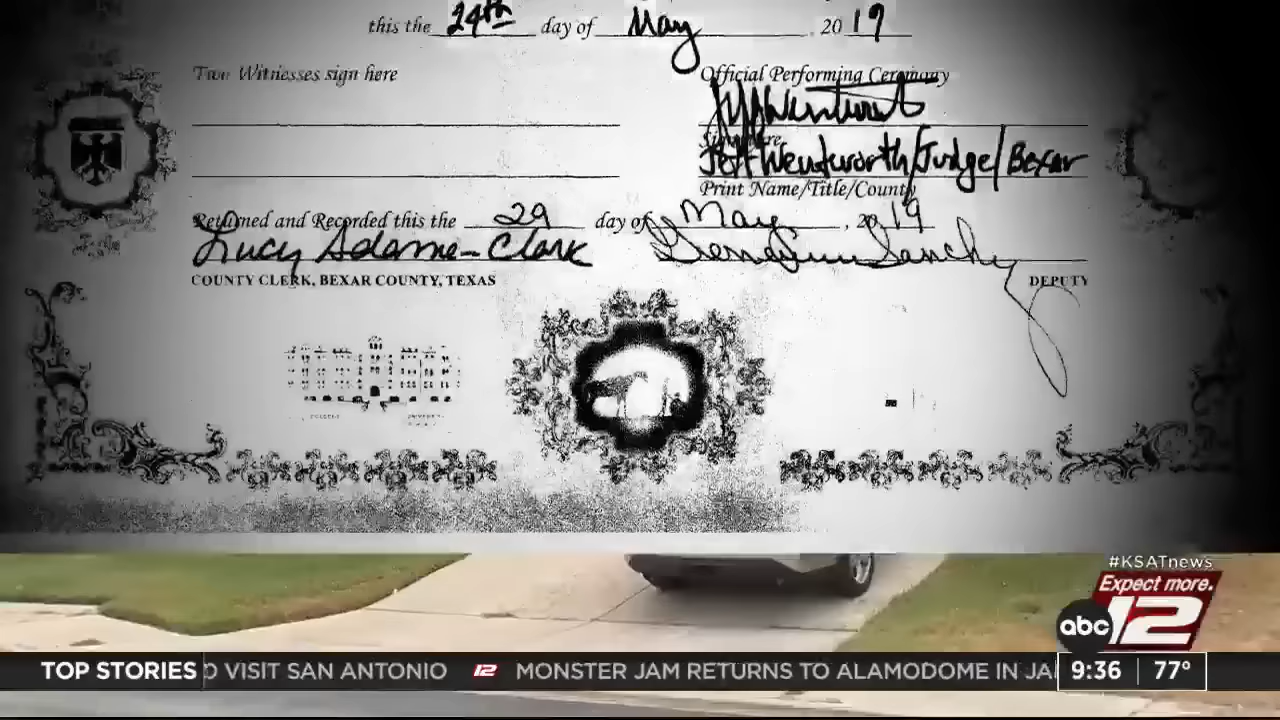 this the 24th day of May , 2019
Two Witnesses sign here
Official Performing Ceremony
Jeff Wentworth
Signature
Jeff Wentworth/Judge/Bexar
Print Name/Title/County
Returned and Recorded this the 29 day of May , 2019
Lucy Adame-Clark
COUNTY CLERK, BEXAR COUNTY, TEXAS
DEPUTY
#KSATnews
Expect more.
abc 12
TOP STORIES O VISIT SAN ANTONIO 12 MONSTER JAM RETURNS TO ALAMODOME IN JA 9:36 77°